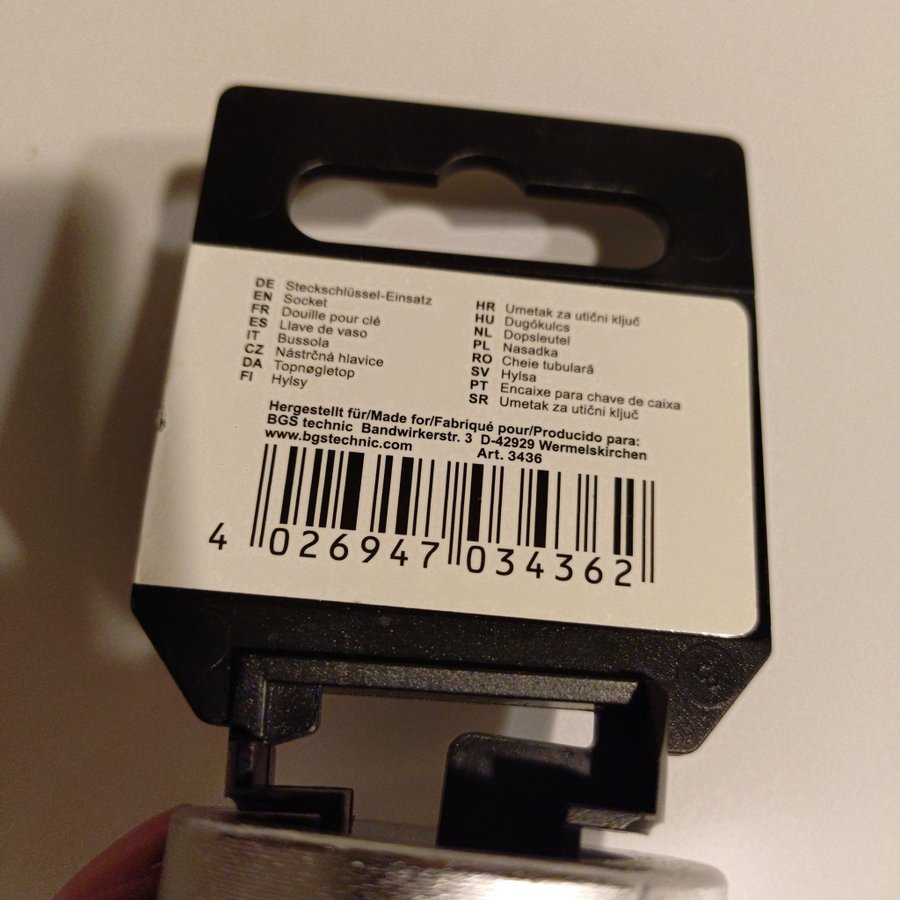 DE Steckschlüssel-Einsatz
EN Socket
FR Douille pour clé
ES Llave de vaso
IT Bussola
CZ Nástrčná hlavice
DA Topnøgletop
FI Hylsy
HR Umetak za utični ključ
HU Dugókulcs
NL Dopsleutel
PL Nasadka
RO Cheie tubulară
SV Hylsa
PT Encaixe para chave de caixa
SR Umetak za utični ključ
Hergestellt für/Made for/Fabriqué pour/Producido para:
BGS technic Bandwirkerstr. 3 D-42929 Wermelskirchen
www.bgstechnic.com Art. 3436
4 026947 034362